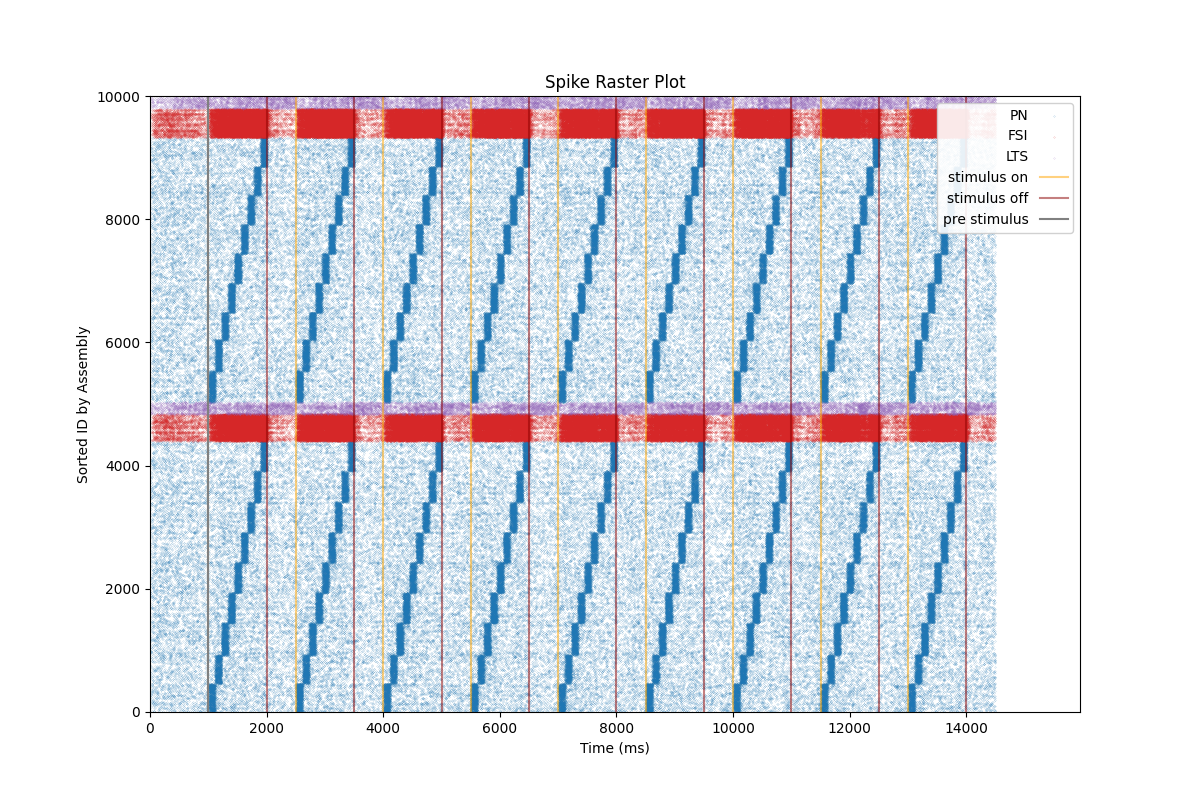 Spike Raster Plot
10000
8000
6000
4000
2000
0
Sorted ID by Assembly
PN
FSI
LTS
stimulus on
stimulus off
pre stimulus
0 2000 4000 6000 8000 10000 12000 14000
Time (ms)